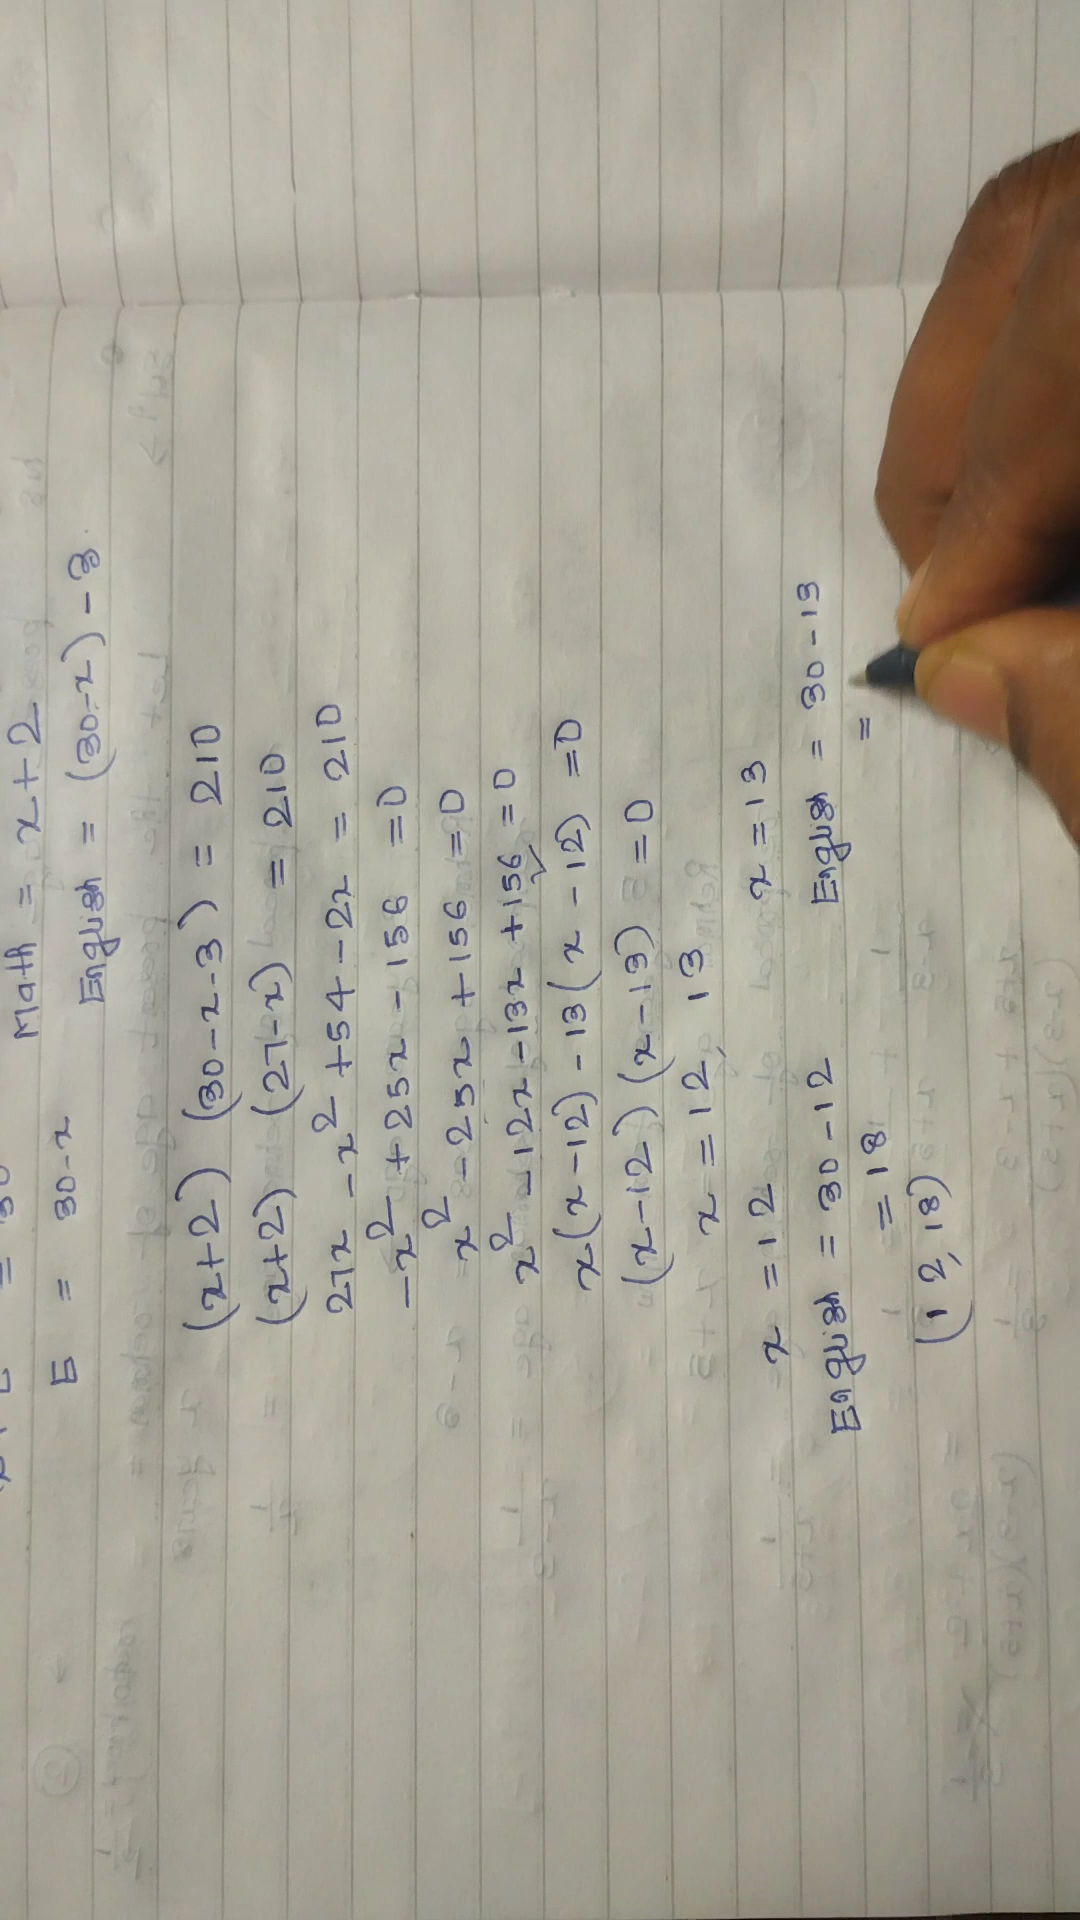 = 30
Math = x+2
E = 30-x
English = (30-x) -3.
(x+2) (30-x-3) = 210
(x+2) (27-x) = 210
27x -x² +54 -2x = 210
-x² +25x -156 =0
x² -25x +156 =0
x² -12x -13x +156 =0
x(x-12) -13(x-12) =0
(x-12) (x-13) =0
x =12, 13
x =12 x=13
English = 30-12 English = 30-13
=18 =
(12, 18)